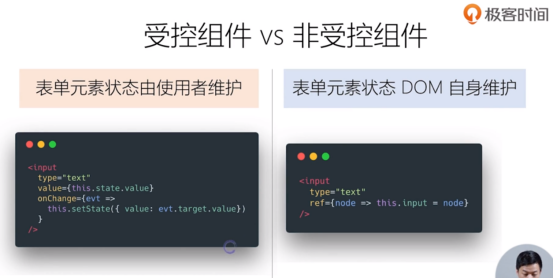 极客时间
受控组件 vs 非受控组件
表单元素状态由使用者维护
表单元素状态 DOM 自身维护
<input
type="text"
value={this.state.value}
onChange={evt =>
this.setState({ value: evt.target.value})
}
/>
<input
type="text"
ref={node => this.input = node}
/>